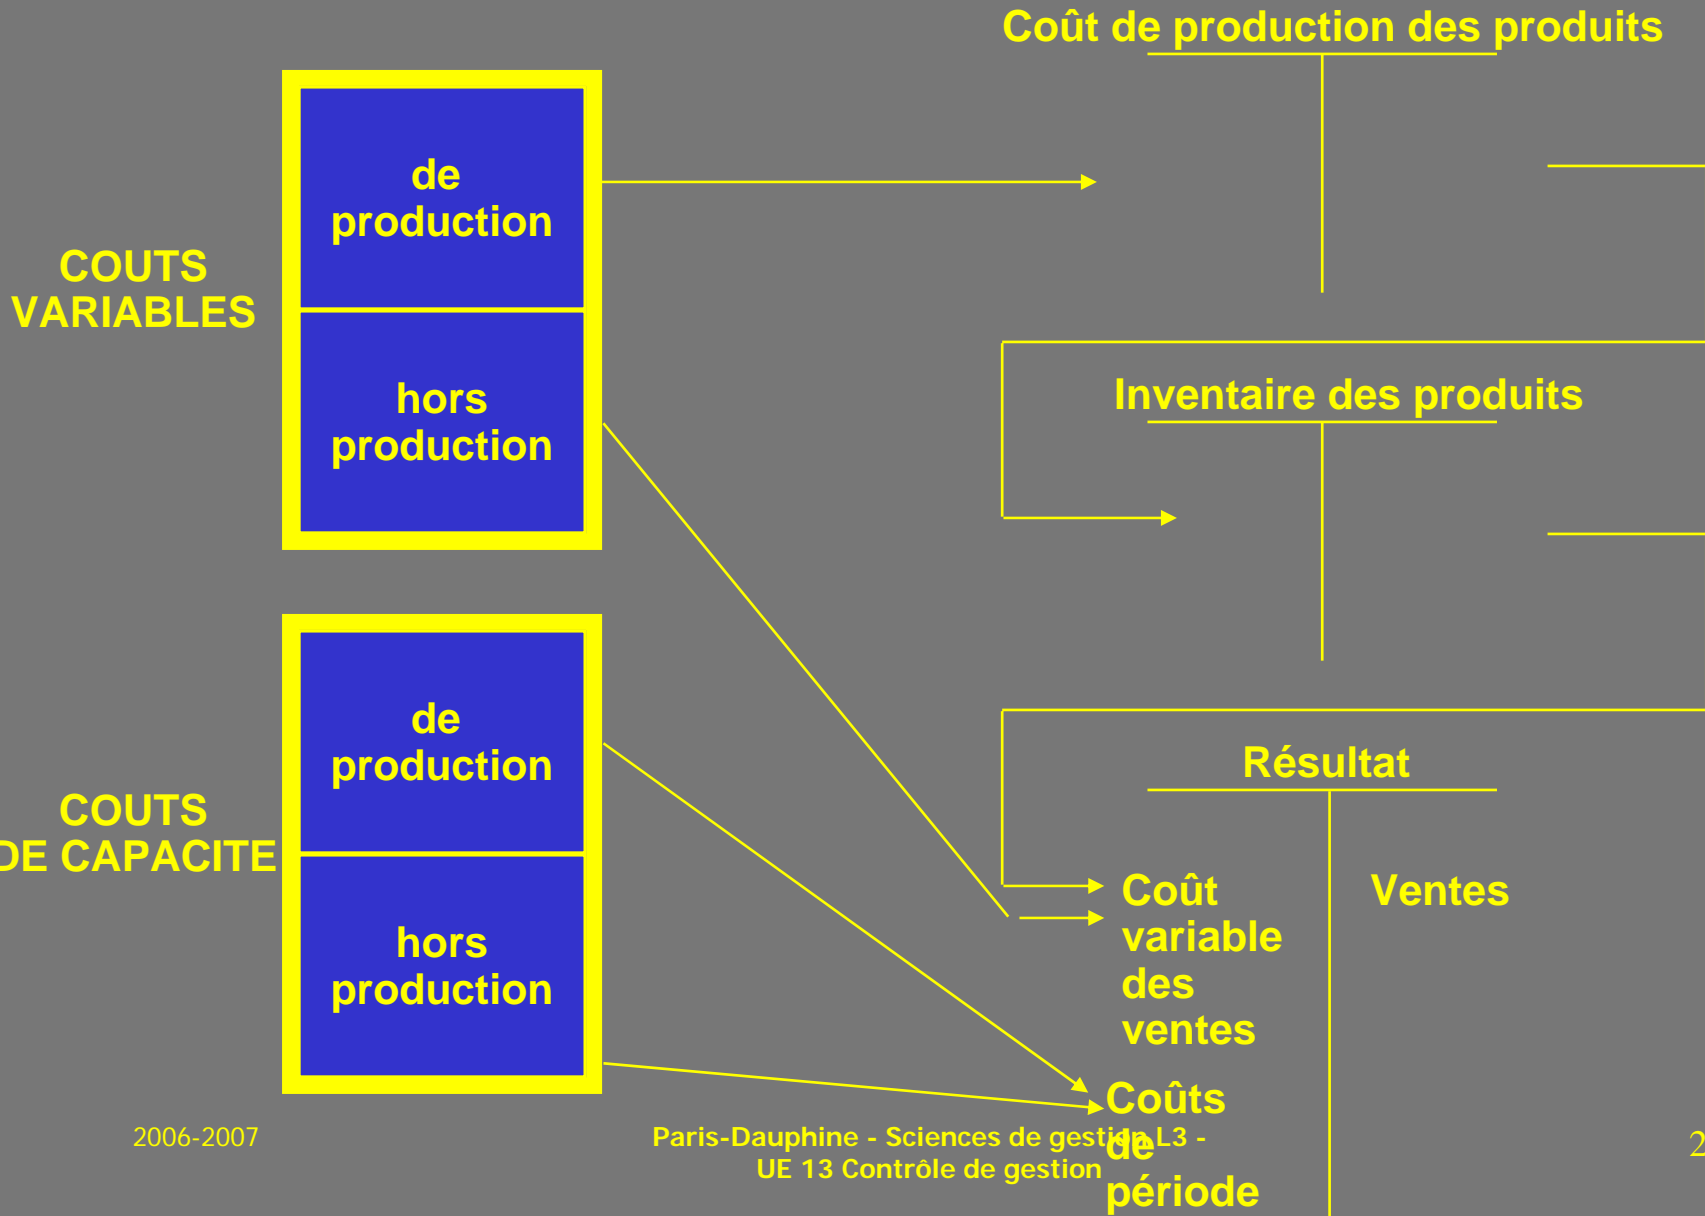 Coût de production des produits
de
production
COUTS
VARIABLES
hors
production
Inventaire des produits
de
production
COUTS
DE CAPACITE
hors
production
Résultat
Coût
variable
des
ventes
Ventes
Coûts
de
période
2006-2007
Paris-Dauphine - Sciences de gestion L3 -
UE 13 Contrôle de gestion
2